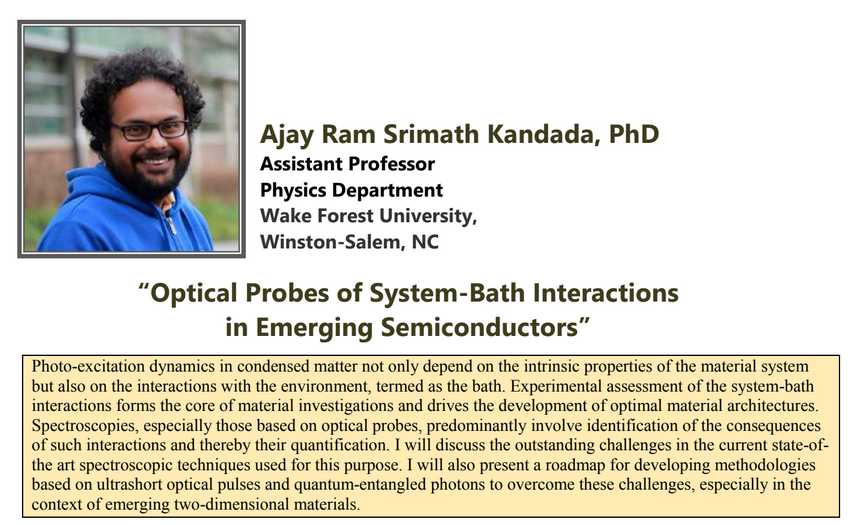 Ajay Ram Srimath Kandada, PhD
Assistant Professor
Physics Department
Wake Forest University,
Winston-Salem, NC
“Optical Probes of System-Bath Interactions
in Emerging Semiconductors”
Photo-excitation dynamics in condensed matter not only depend on the intrinsic properties of the material system
but also on the interactions with the environment, termed as the bath. Experimental assessment of the system-bath
interactions forms the core of material investigations and drives the development of optimal material architectures.
Spectroscopies, especially those based on optical probes, predominantly involve identification of the consequences
of such interactions and thereby their quantification. I will discuss the outstanding challenges in the current state-of-
the art spectroscopic techniques used for this purpose. I will also present a roadmap for developing methodologies
based on ultrashort optical pulses and quantum-entangled photons to overcome these challenges, especially in the
context of emerging two-dimensional materials.